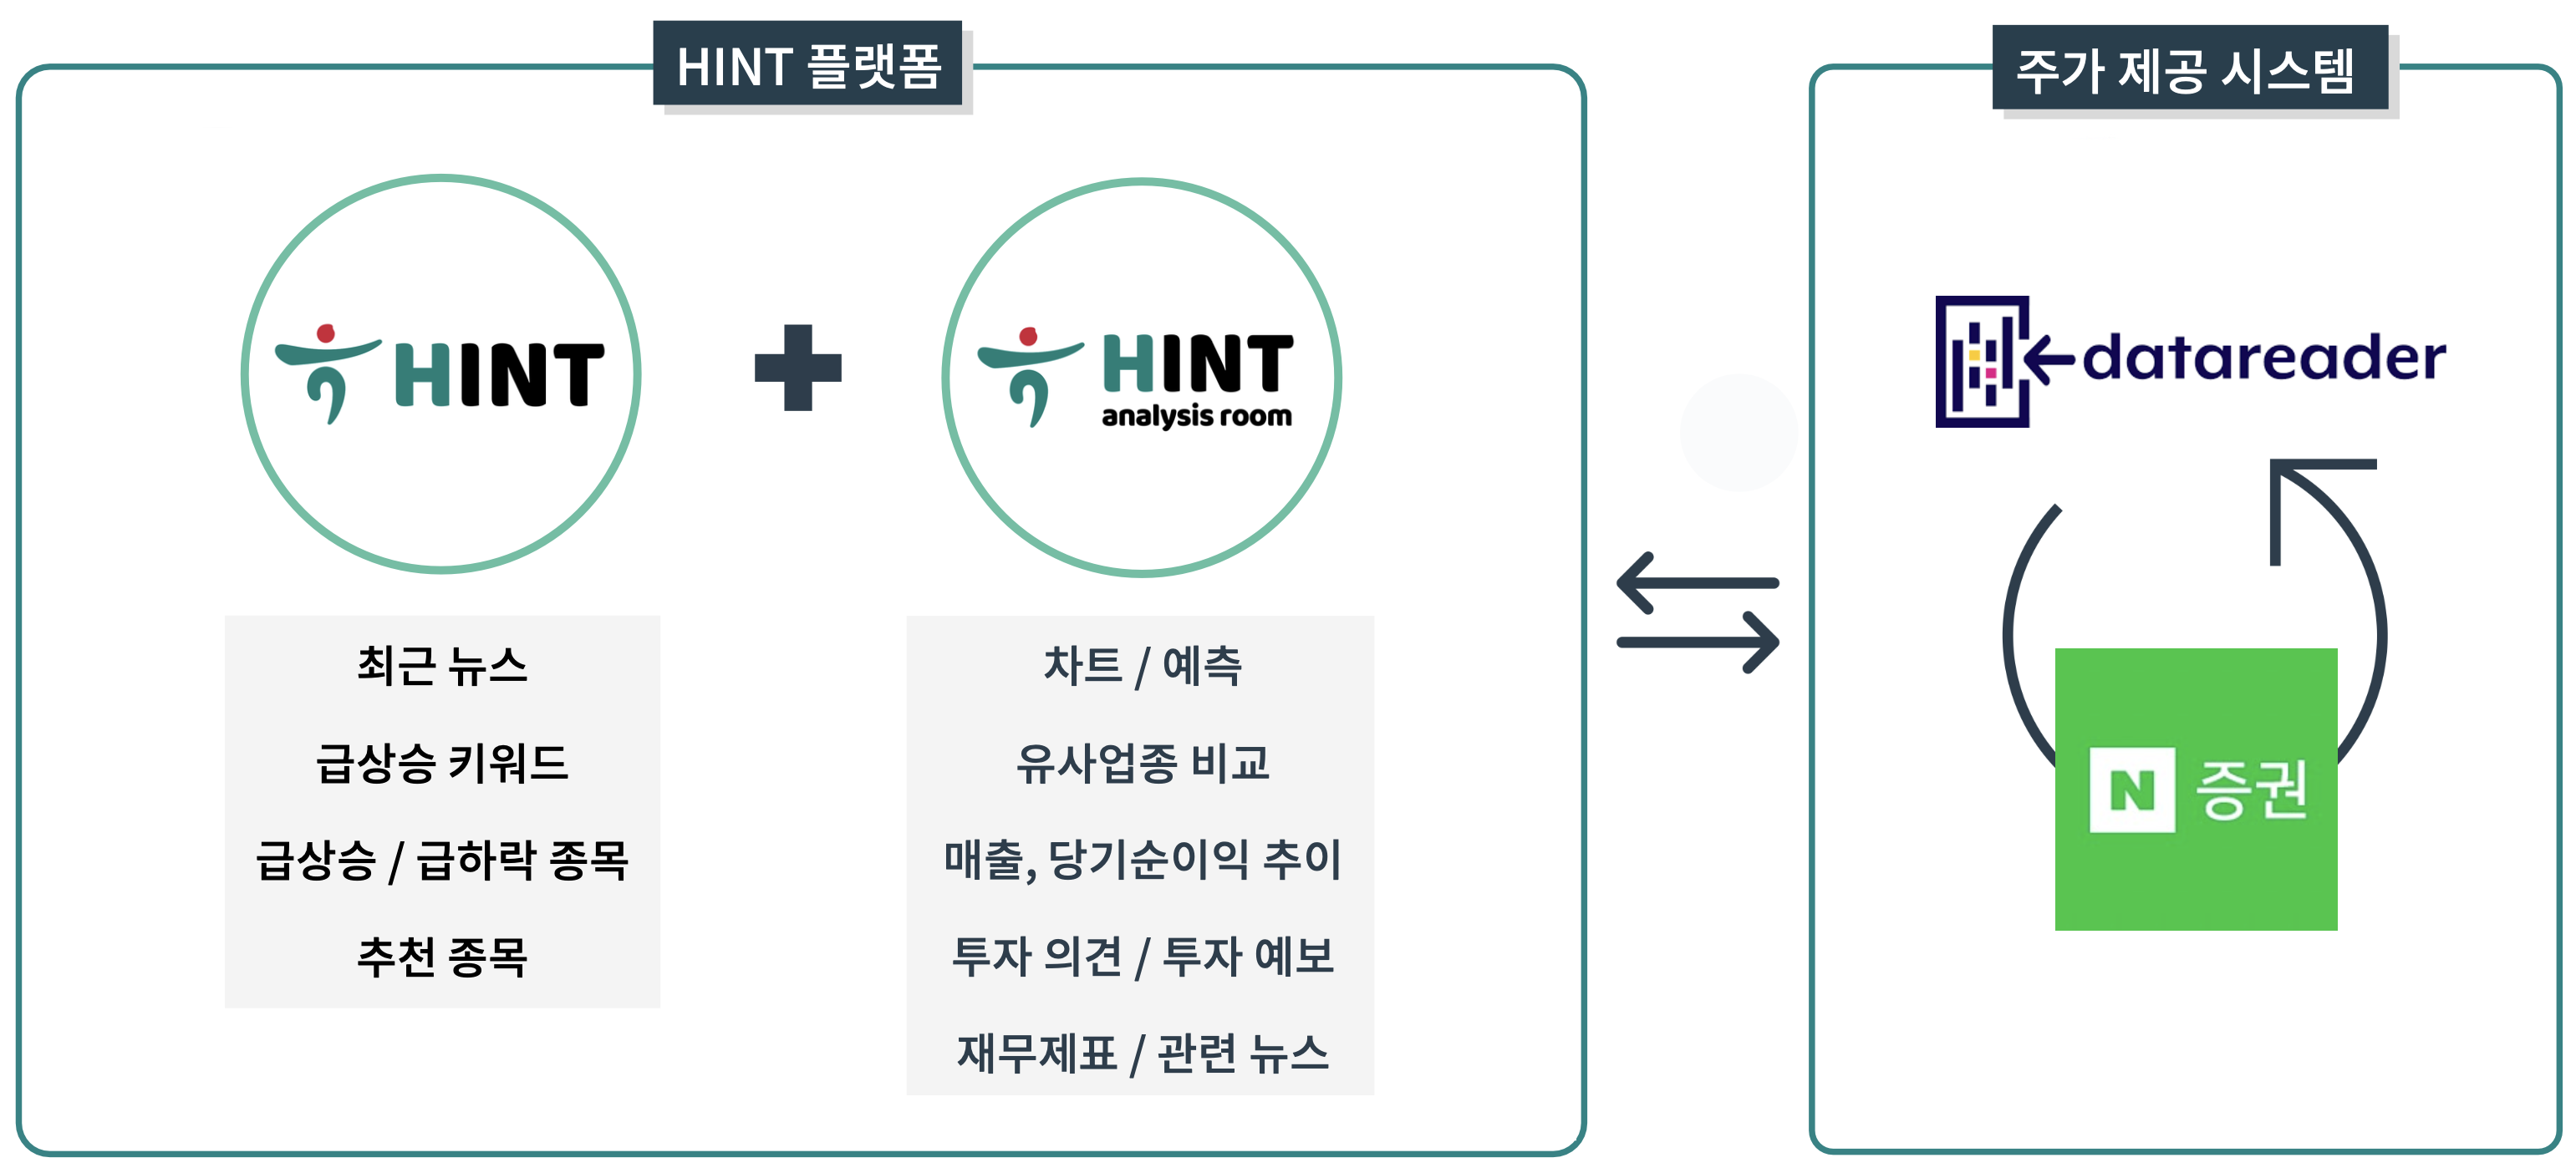 HINT 플랫폼
주가 제공 시스템
HINT
HINT
analysis room
datareader
최근 뉴스
급상승 키워드
급상승 / 급하락 종목
추천 종목
차트 / 예측
유사업종 비교
매출, 당기순이익 추이
투자 의견 / 투자 예보
재무제표 / 관련 뉴스
N 증권